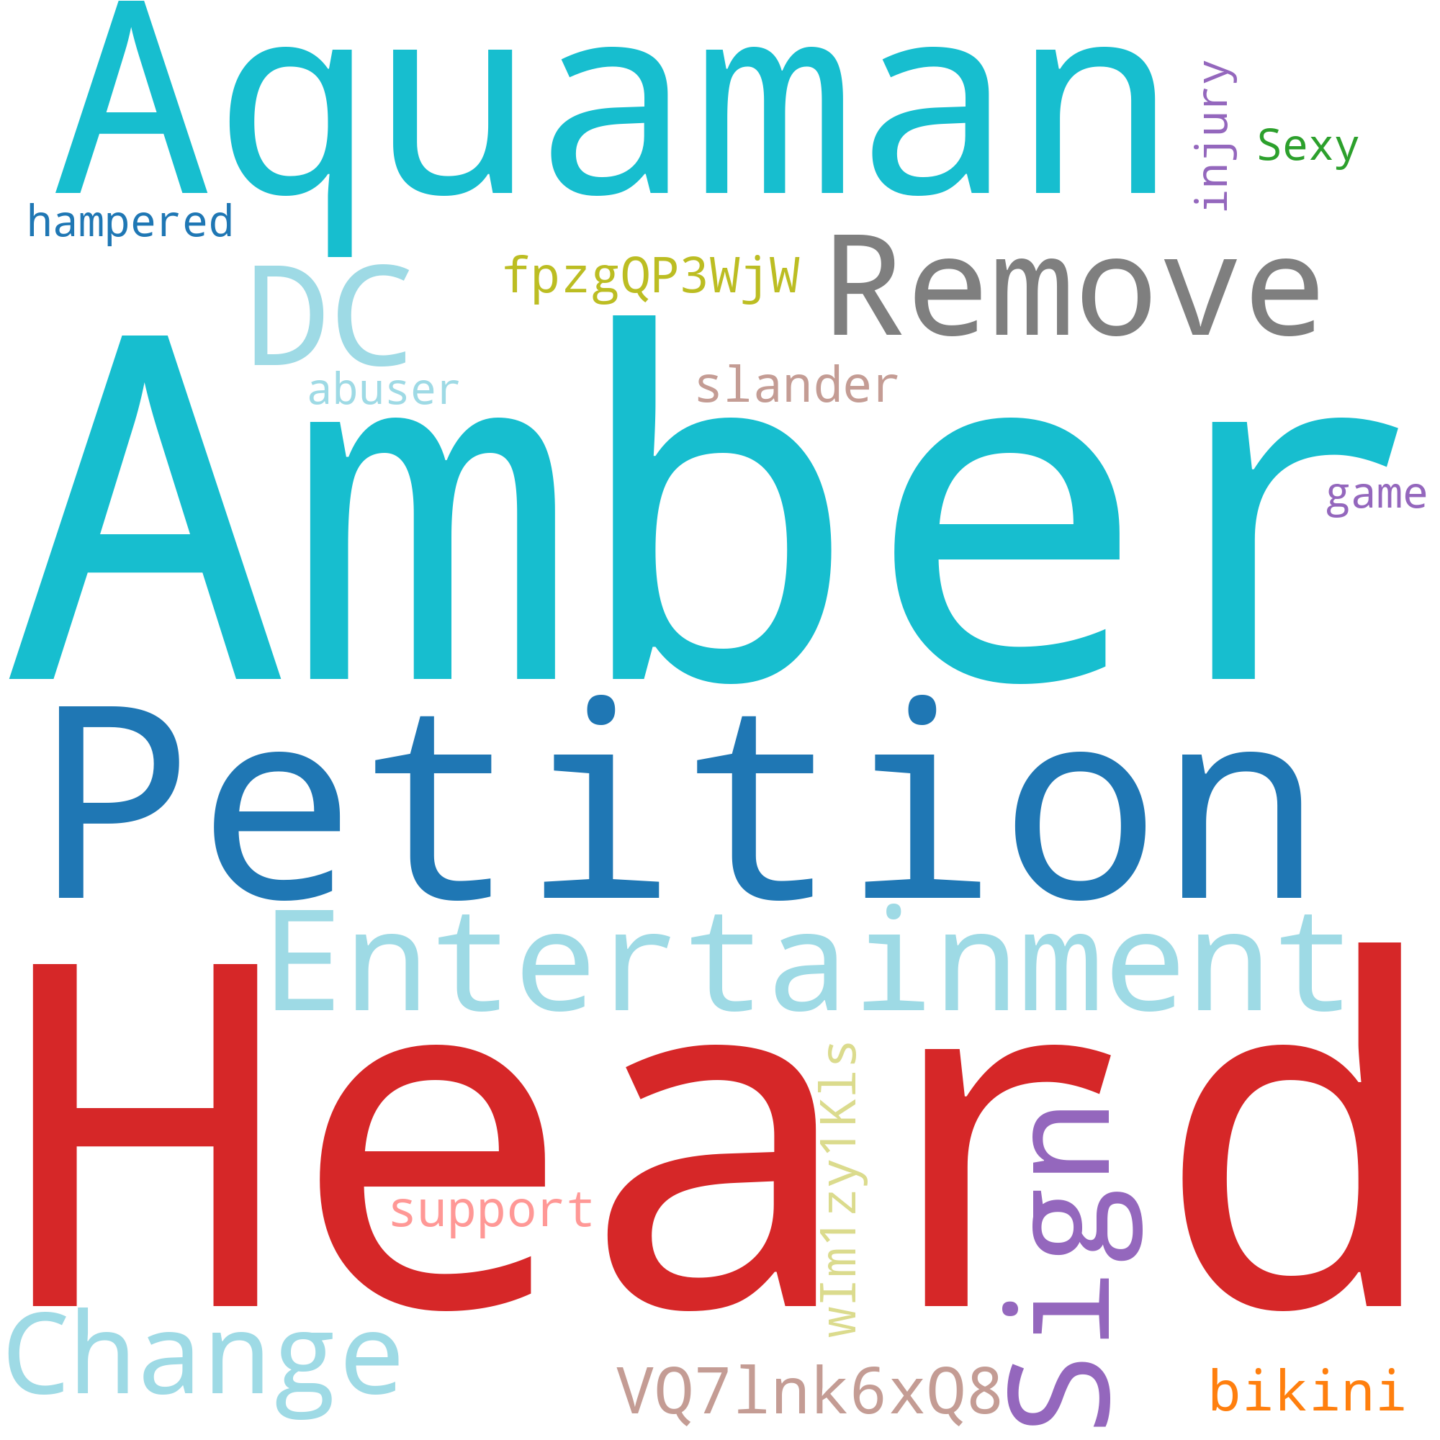 Aquaman
injury
Sexy
hampered
DC
fpzgQP3WjW
Remove
abuser
slander
Amber
game
Petition
Entertainment
Heard
support
wIm1zy1Kls
Sign
Change
VQ7lnk6xQ8
bikini